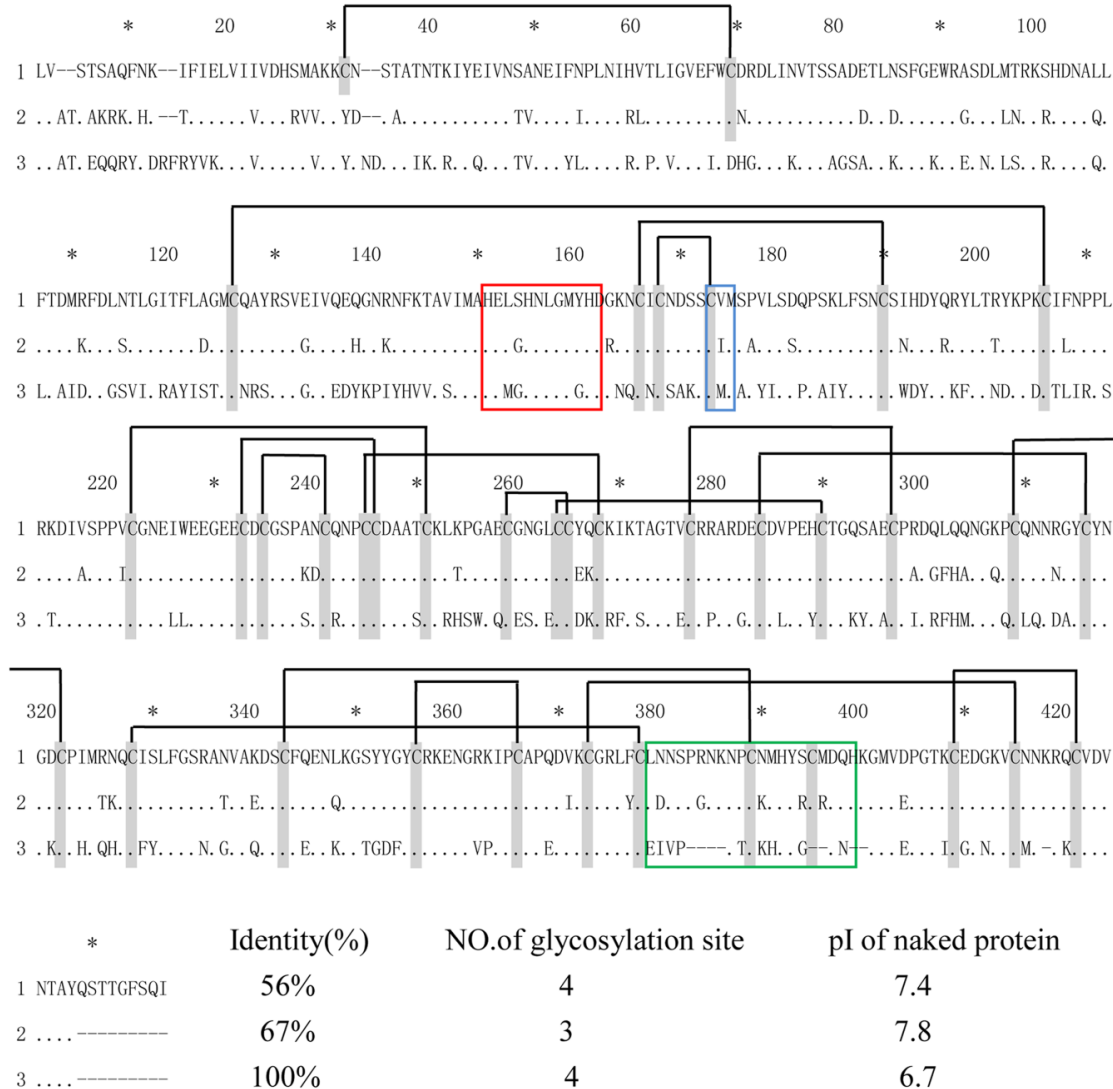 * 20 * 40 * 60 * 80 * 100
1 LV--STSAQFNK--IFIELVIIVDHSMAKKCN--STATNTKIYEIVNSANEIFNPLNIHVTLIGVEFWCDRDLINVTSSADETLNSFGEWRASDLMTRKSHDNALL
2 ..AT.AKRK.H.--T......V...RVV..YD--.A.......TV....I...RL.........N..........D..D.....G...LN..R....Q.
3 ..AT.EQQRY.DRFRYVK...V.....V..Y.ND...IK.R..Q...TV...YL...R.P.V...I.DHG...K....AGSA...K...K..E.N.LS..R....Q.
* 120 * 140 * 160 * 180 * 200 *
1 FTDMRFDLNTLGITFLAGMCQAYRSVEIVQEQGNRNFKTAVIMAHELSHNLGMYHDGKNCICNDSSCVMSPVLSDQPSKLFSNCSIHDYQRYLTRYKPKCIFNPPL
2 ....K...S.......D.........G....H..K............G........R..........I..A...S..........N...R....T......L...
3 L.AID..GSVI.RAYIST..NRS...G..EDYKPIYHVV.S.....MG.....G...NQ.N.SAK..M.A.YI..P.AIY....WDY..KF..ND..D.TLIR.S
220 * 240 * 260 * 280 * 300 *
1 RKDIVSPPVCGNEIWEEGEECDCGSPANCQNPCCDAATCKLKPGAECGNGLCCYQCKIKTAGTVCRRARDECDVPEHCTGQSAECPRDQLQQNGKPCQNNRGYCYN
2 ....A...I.................KD.............T...........EK..............................A.GFHA..Q.....N.....
3 .T...........LL...........S..R.......S..RHSW.Q.ES.E..DK.RF.S...E..P..G...L..Y...KY.A..I.RFHM...Q.LQ.DA....
320 * 340 * 360 * 380 * 400 * 420
1 GDCPIMRNQCISLFGSRANVAKDSCFQENLKGSYYGYCRKENGRKIPCAPQDVKCGRLFCLNNSPRNKNPCNMHYSCMDQHKGMVDPGTKCEDGKVCNNKRQCVDV
2 ......TK..........T..E.......Q......................I.....Y..D...G.....K...R.R.......E....................
3 .K..H.QH..FY....N.G..Q....E..K..TGDF.......VP....E.........EIVP----.T.KH..G--.N--....E...I.G.N...M.-.K....
* Identity(%) NO.of glycosylation site pI of naked protein
1 NTAYQSTTGFSQI 56% 4 7.4
2 ....--------- 67% 3 7.8
3 ....--------- 100% 4 6.7